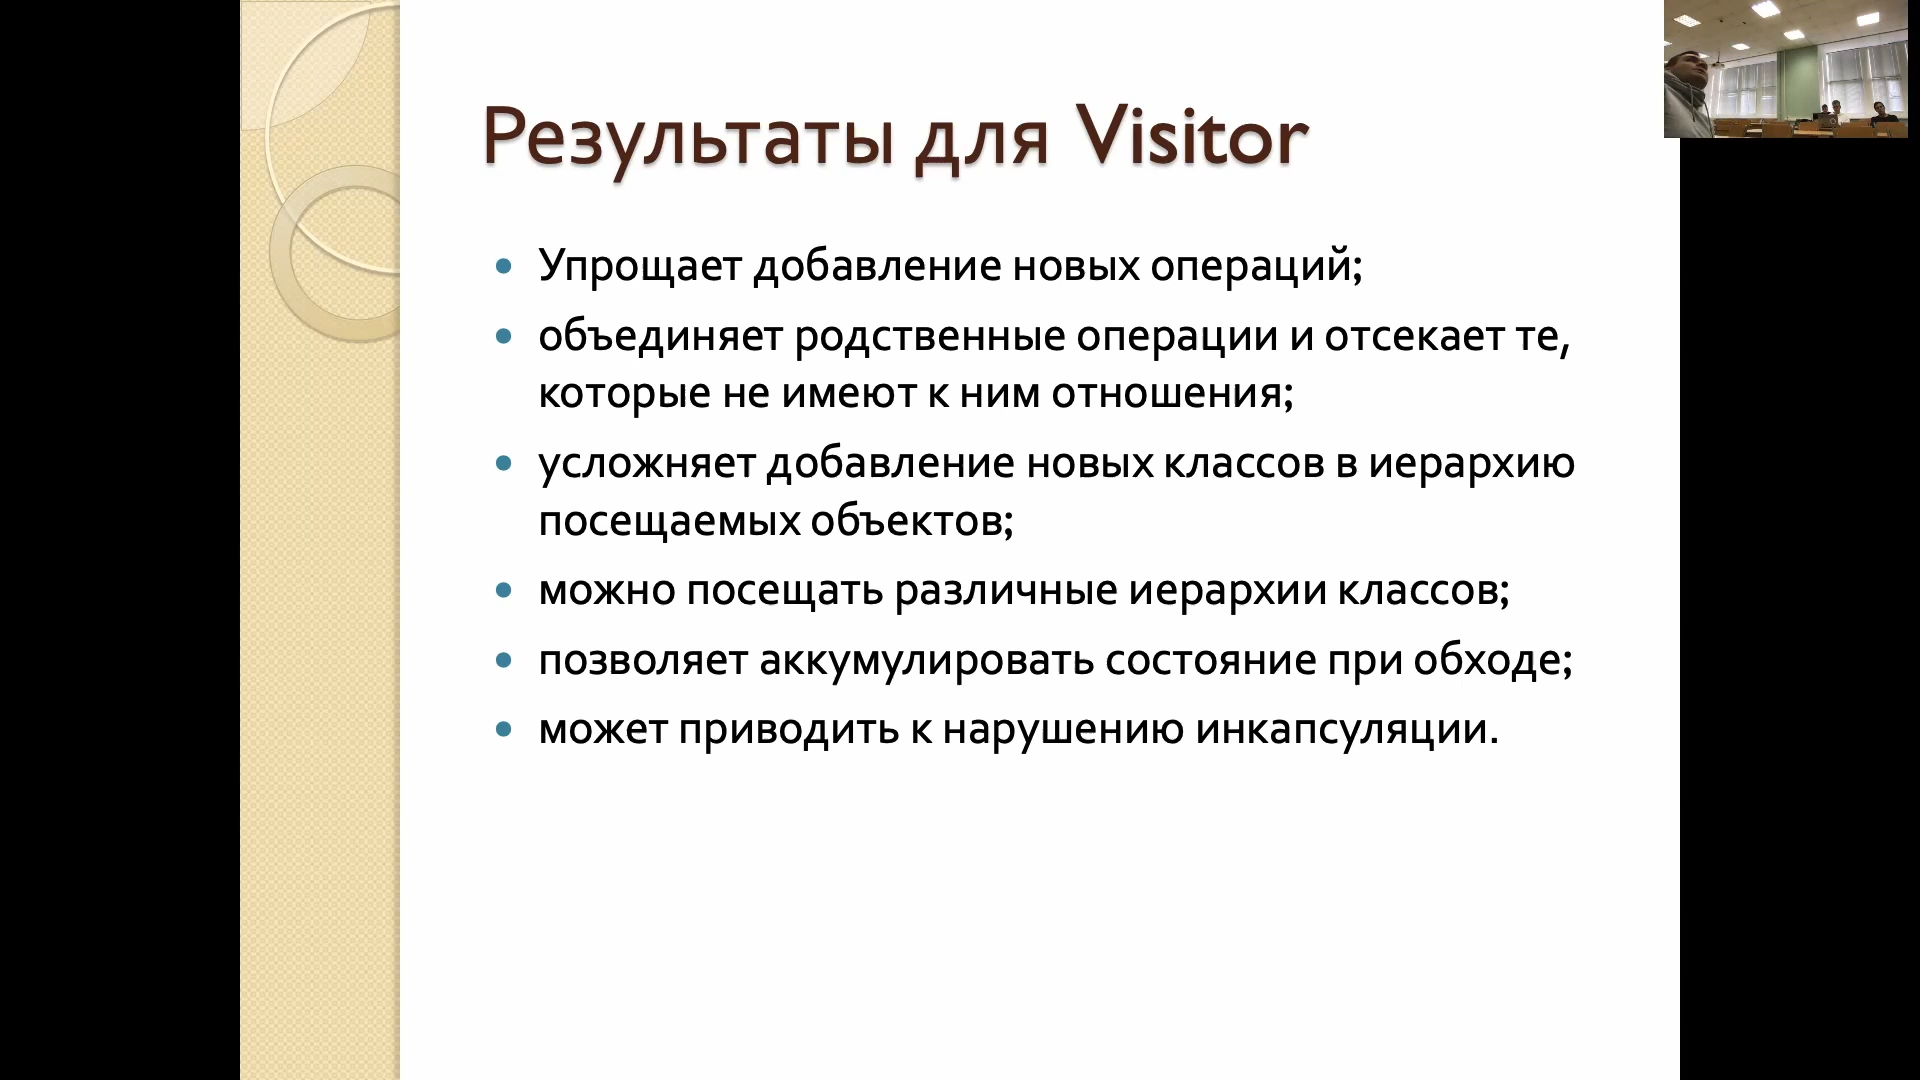 Результаты для Visitor
Упрощает добавление новых операций;
объединяет родственные операции и отсекает те,
которые не имеют к ним отношения;
усложняет добавление новых классов в иерархию
посещаемых объектов;
можно посещать различные иерархии классов;
позволяет аккумулировать состояние при обходе;
может приводить к нарушению инкапсуляции.